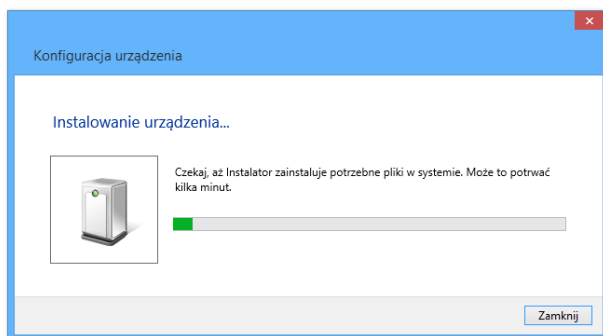 Konfiguracja urządzenia
Instalowanie urządzenia...
Czekaj, aż Instalator zainstaluje potrzebne pliki w systemie. Może to potrwać
kilka minut.
Zamknij